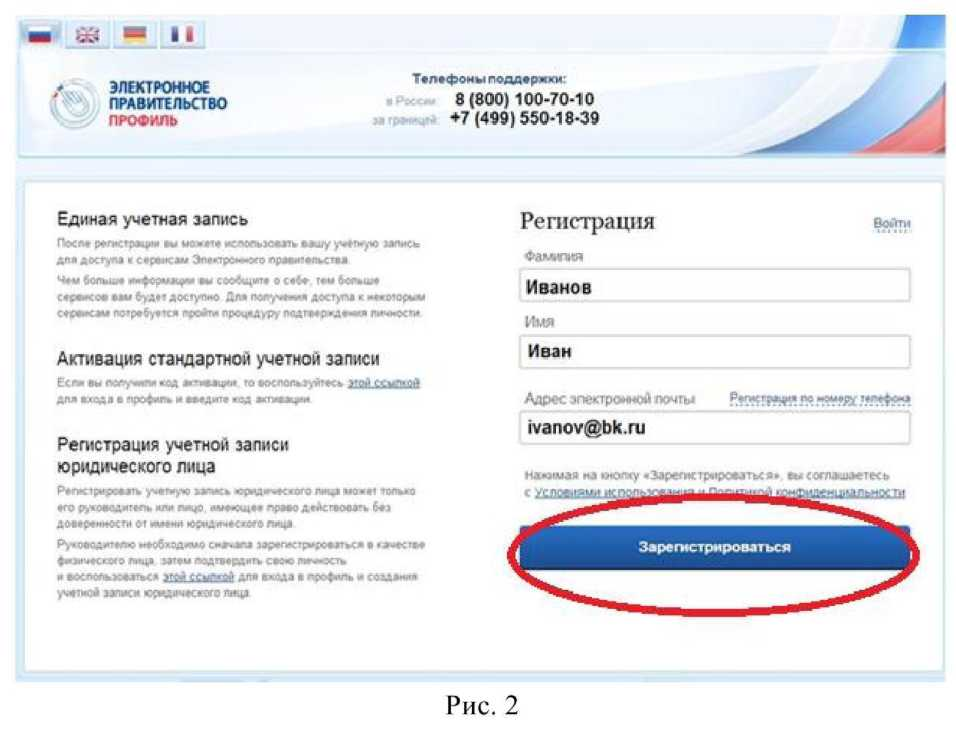 ЭЛЕКТРОННОЕ
ПРАВИТЕЛЬСТВО
ПРОФИЛЬ
Телефоны поддержки:
в России: 8 (800) 100-70-10
за границей: +7 (499) 550-18-39
Единая учетная запись
После регистрации вы можете использовать вашу учётную запись
для доступа к сервисам Электронного правительства.
Чем больше информации вы сообщите о себе, тем больше
сервисов вам будет доступно. Для получения доступа к некоторым
сервисам потребуется пройти процедуру подтверждения личности.
Активация стандартной учетной записи
Если вы получили код активации, то воспользуйтесь этой ссылкой
для входа в профиль и введите код активации.
Регистрация учетной записи
юридического лица
Регистрировать учетную запись юридического лица может только
его руководитель или лицо, имеющее право действовать без
доверенности от имени юридического лица.
Руководителю необходимо сначала зарегистрироваться в качестве
физического лица, затем подтвердить свою личность
и воспользоваться этой ссылкой для входа в профиль и создания
учетной записи юридического лица.
Регистрация Войти
Фамилия
Иванов
Имя
Иван
Адрес электронной почты Регистрация по номеру телефона
ivanov@bk.ru
Нажимая на кнопку «Зарегистрироваться», вы соглашаетесь
с Условиями использования и Политикой конфиденциальности
Зарегистрироваться
Рис. 2